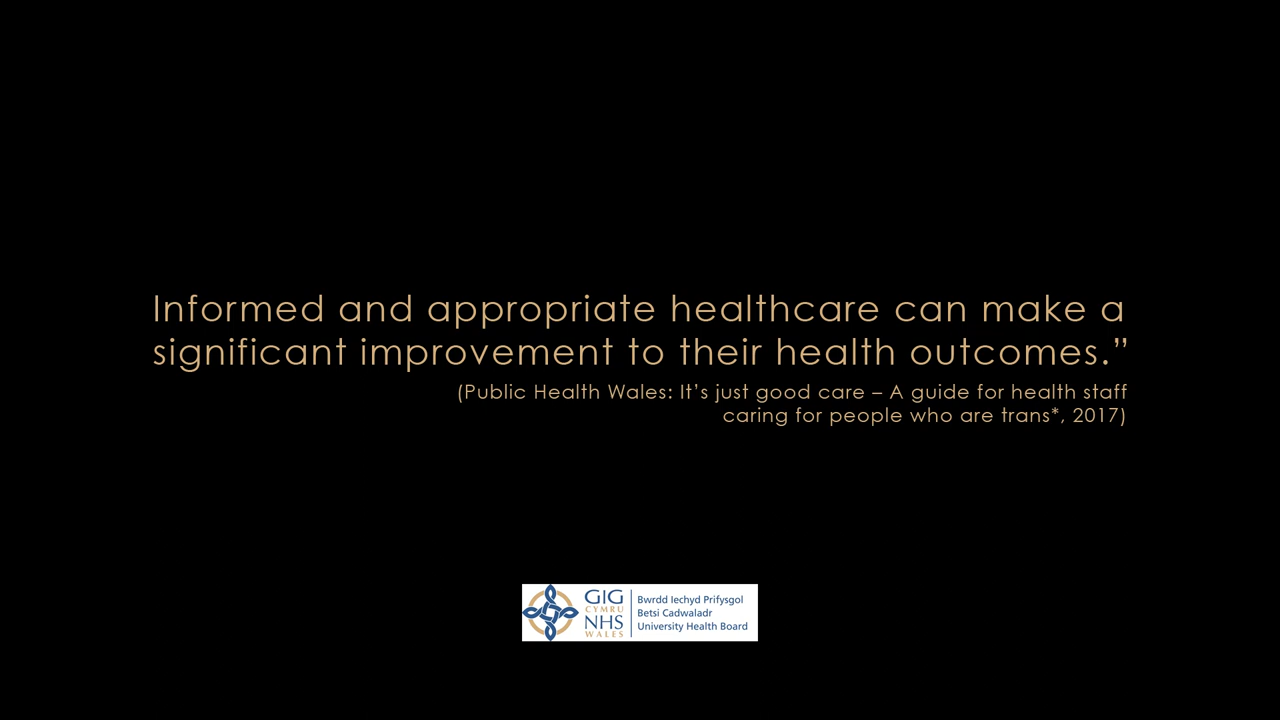 Informed and appropriate healthcare can make a
significant improvement to their health outcomes.”
(Public Health Wales: It’s just good care – A guide for health staff
caring for people who are trans*, 2017)
GIG
CYMRU
NHS
WALES
Bwrdd Iechyd Prifysgol
Betsi Cadwaladr
University Health Board